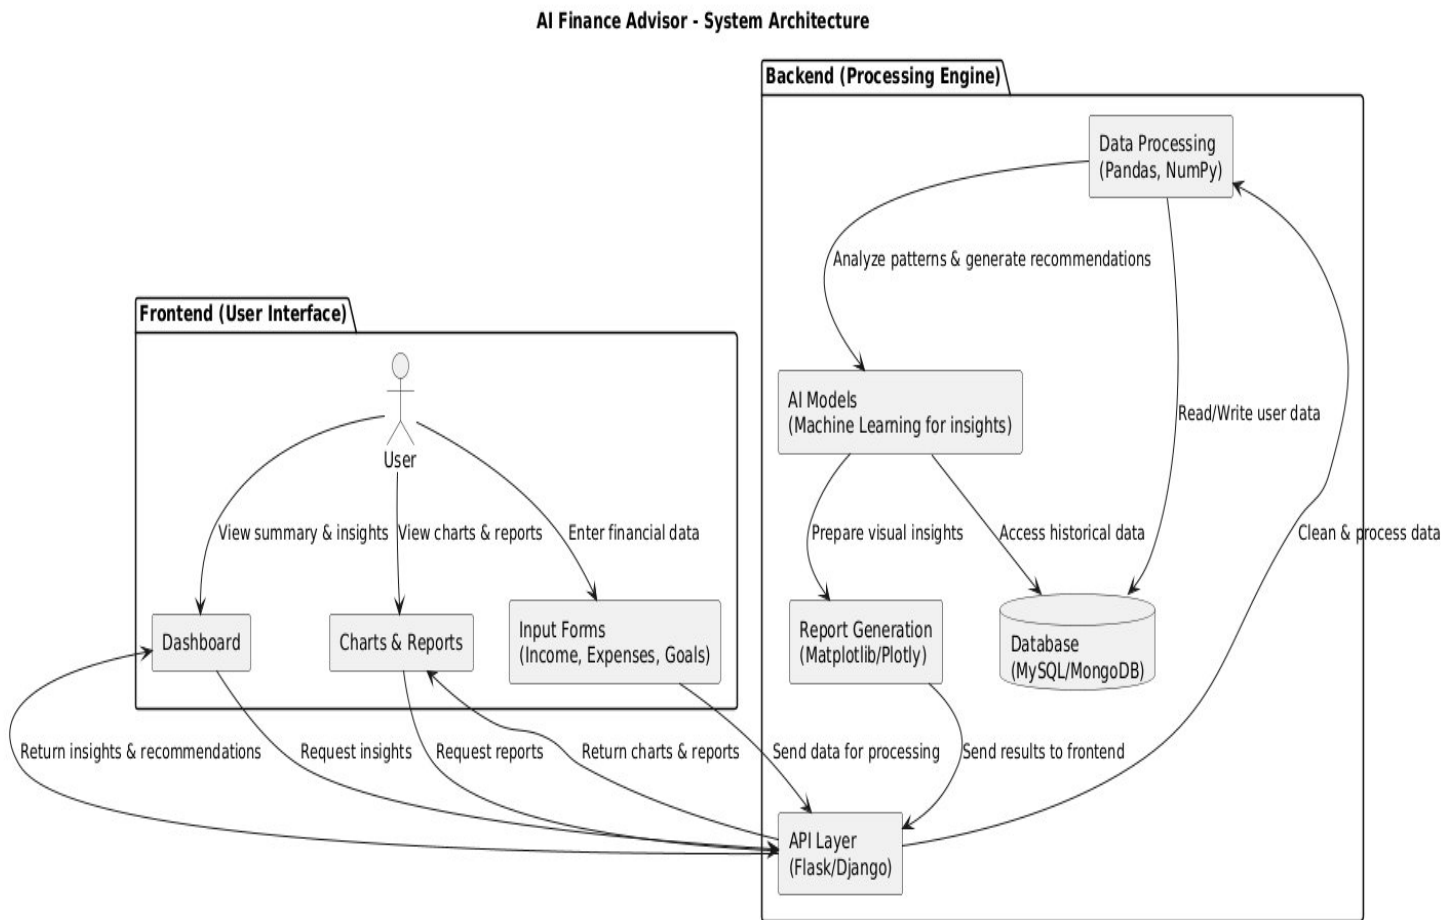 AI Finance Advisor - System Architecture
Backend (Processing Engine)
Data Processing
(Pandas, NumPy)
Analyze patterns & generate recommendations
Frontend (User Interface)
AI Models
(Machine Learning for insights)
Read/Write user data
User
View summary & insights
View charts & reports
Enter financial data
Prepare visual insights
Access historical data
Clean & process data
Dashboard
Charts & Reports
Input Forms
(Income, Expenses, Goals)
Report Generation
(Matplotlib/Plotly)
Database
(MySQL/MongoDB)
Return insights & recommendations
Request insights
Request reports
Return charts & reports
Send data for processing
Send results to frontend
API Layer
(Flask/Django)